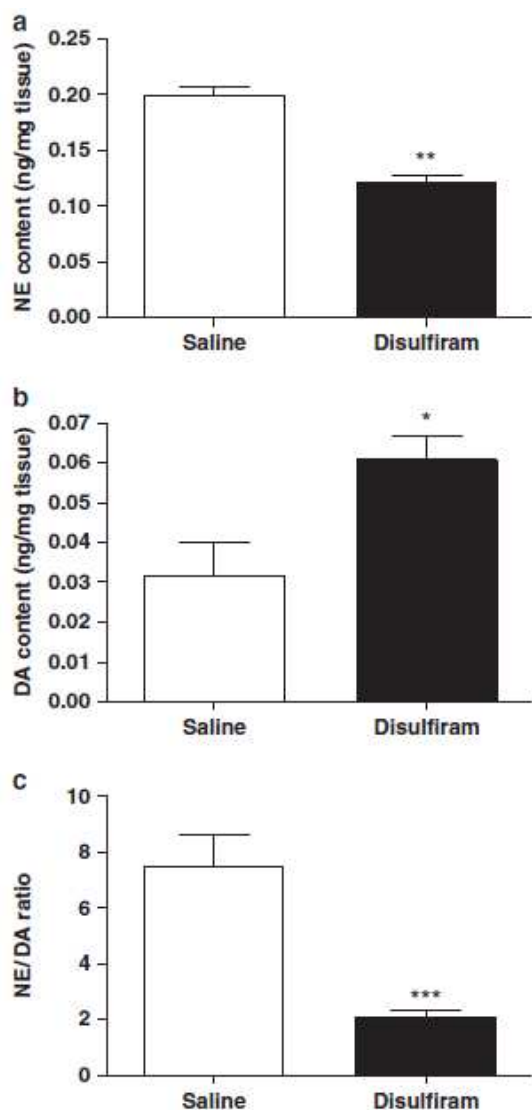 a
NE content (ng/mg tissue)
0.25
0.20
0.15
0.10
0.05
0.00
**
Saline Disulfiram
b
DA content (ng/mg tissue)
0.07
0.06
0.05
0.04
0.03
0.02
0.01
0.00
*
Saline Disulfiram
c
NE/DA ratio
10
8
6
4
2
0
***
Saline Disulfiram